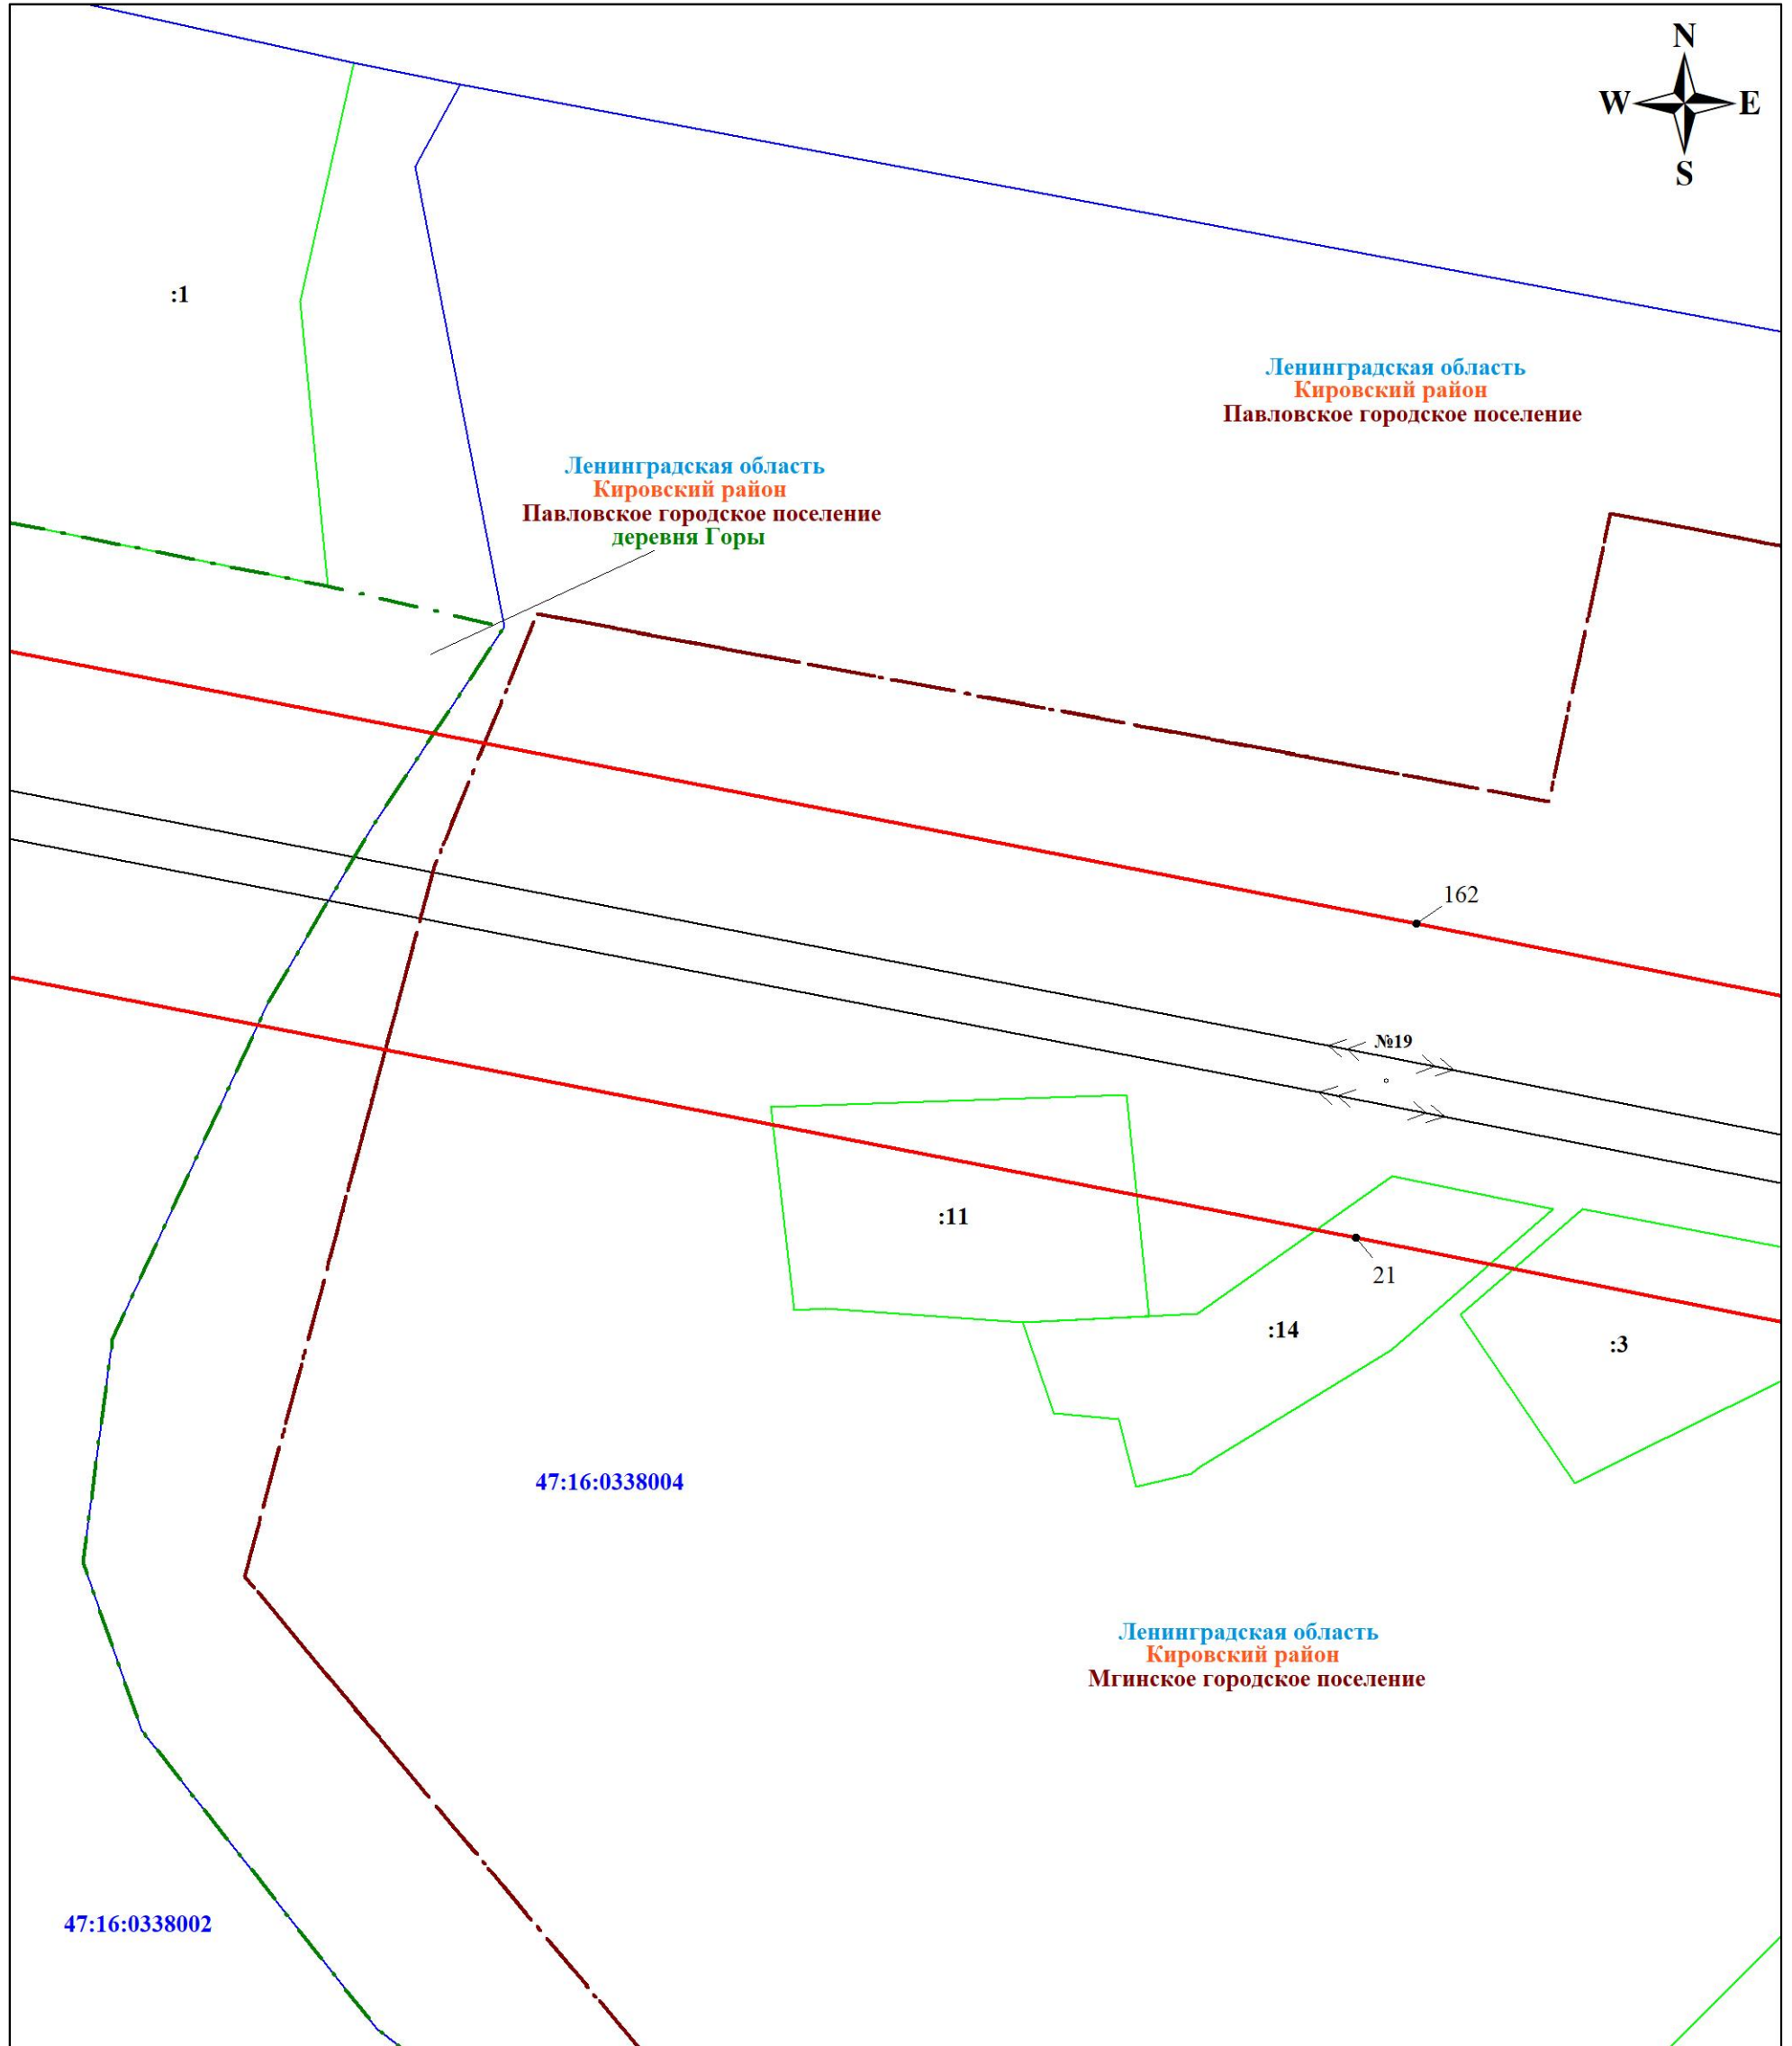 N
W E
S
:1
Ленинградская область
Кировский район
Павловское городское поселение
Ленинградская область
Кировский район
Павловское городское поселение
деревня Горы
162
№19
:11
21
:14
:3
47:16:0338004
Ленинградская область
Кировский район
Мгинское городское поселение
47:16:0338002